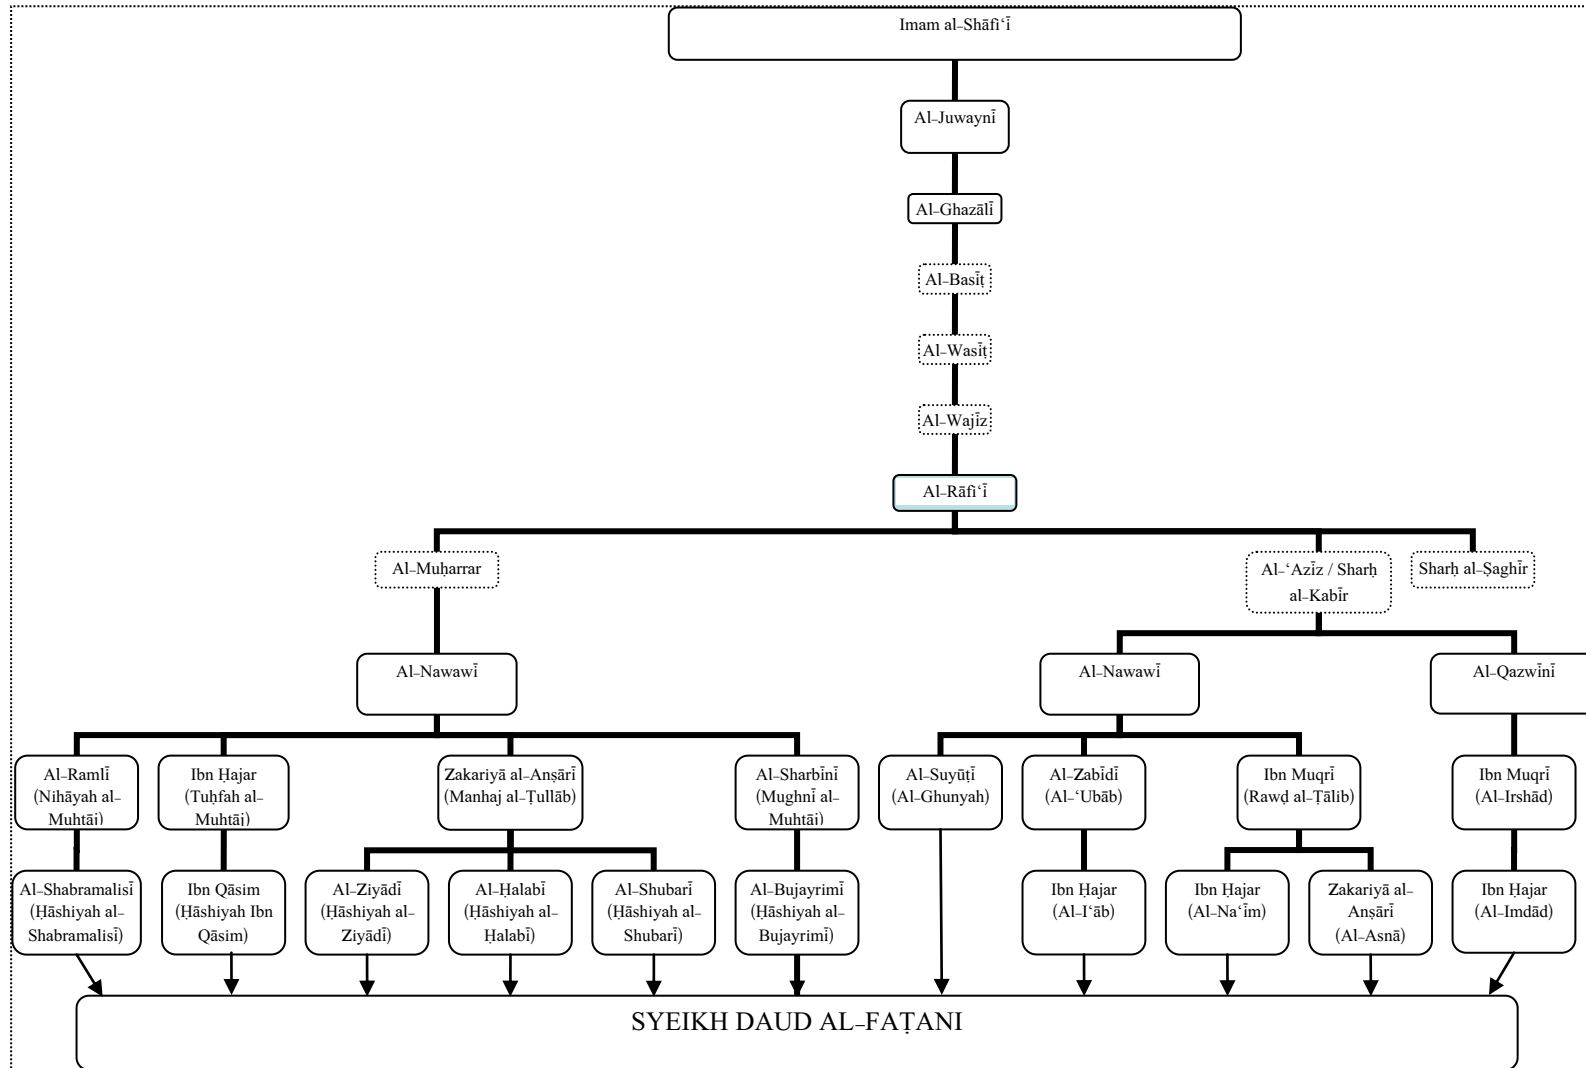 Imam al-Shāfi‘ī
Al-Juwaynī
Al-Ghazālī
Al-Basīṭ
Al-Wasīṭ
Al-Wajīz
Al-Rāfi‘ī
Al-Muḥarrar
Al-‘Azīz / Sharḥ
al-Kabīr
Sharḥ al-Ṣaghīr
Al-Nawawī
Al-Nawawī
Al-Qazwīnī
Al-Ramlī
(Nihāyah al-
Muhtāj)
Ibn Ḥajar
(Tuḥfah al-
Muhtāj)
Zakariyā al-Anṣārī
(Manhaj al-Ṭullāb)
Al-Sharbīnī
(Mughnī al-
Muhtāj)
Al-Suyūṭī
(Al-Ghunyah)
Al-Zabīdī
(Al-‘Ubāb)
Ibn Muqrī
(Rawḍ al-Ṭālib)
Ibn Muqrī
(Al-Irshād)
Al-Shabramalisī
(Ḥāshiyah al-
Shabramalisī)
Ibn Qāsim
(Ḥāshiyah Ibn
Qāsim)
Al-Ziyādī
(Ḥāshiyah al-
Ziyādī)
Al-Ḥalabī
(Ḥāshiyah al-
Ḥalabī)
Al-Shubarī
(Ḥāshiyah al-
Shubarī)
Al-Bujayrimī
(Ḥāshiyah al-
Bujayrimī)
Ibn Ḥajar
(Al-I‘āb)
Ibn Ḥajar
(Al-Na‘īm)
Zakariyā al-
Anṣārī
(Al-Asnā)
Ibn Ḥajar
(Al-Imdād)
SYEIKH DAUD AL-FAṬANI